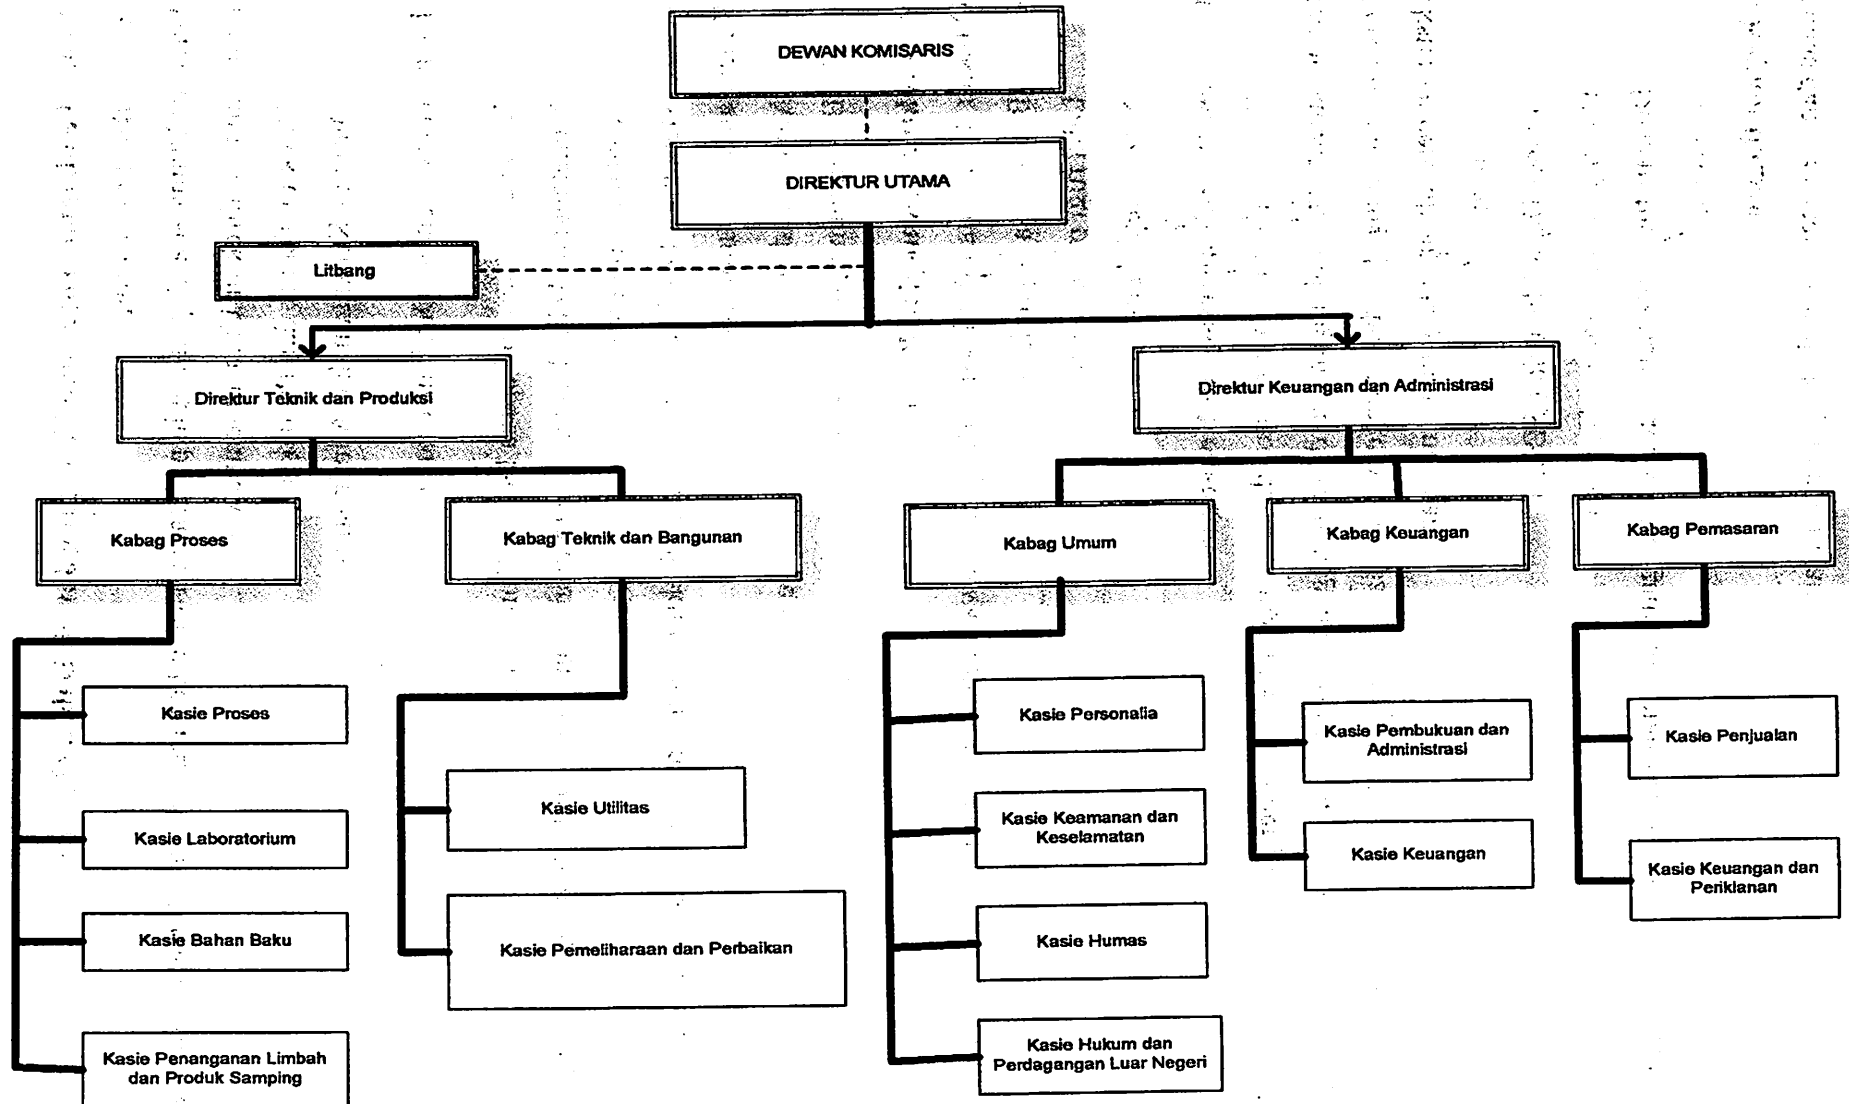 DEWAN KOMISARIS
DIREKTUR UTAMA
Litbang
Direktur Teknik dan Produksi
Direktur Keuangan dan Administrasi
Kabag Proses
Kabag Teknik dan Bangunan
Kabag Umum
Kabag Keuangan
Kabag Pemasaran
Kasie Proses
Kasie Laboratorium
Kasie Bahan Baku
Kasie Penanganan Limbah
dan Produk Samping
Kasie Utilitas
Kasie Pemeliharaan dan Perbaikan
Kasie Personalia
Kasie Keamanan dan
Keselamatan
Kasie Humas
Kasie Hukum dan
Perdagangan Luar Negeri
Kasie Pembukuan dan
Administrasi
Kasie Keuangan
Kasie Penjualan
Kasie Keuangan dan
Periklanan